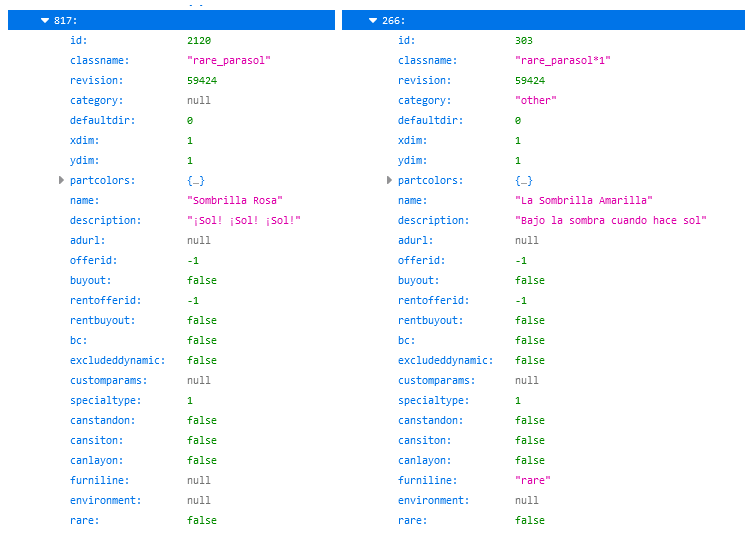 817:
id: 2120
classname: "rare_parasol"
revision: 59424
category: null
defaultdir: 0
xdim: 1
ydim: 1
partcolors: {…}
name: "Sombrilla Rosa"
description: "¡Sol! ¡Sol! ¡Sol!"
adurl: null
offerid: -1
buyout: false
rentofferid: -1
rentbuyout: false
bc: false
excludeddynamic: false
customparams: null
specialtype: 1
canstandon: false
cansiton: false
canlayon: false
furniline: null
environment: null
rare: false
266:
id: 303
classname: "rare_parasol*1"
revision: 59424
category: "other"
defaultdir: 0
xdim: 1
ydim: 1
partcolors: {…}
name: "La Sombrilla Amarilla"
description: "Bajo la sombra cuando hace sol"
adurl: null
offerid: -1
buyout: false
rentofferid: -1
rentbuyout: false
bc: false
excludeddynamic: false
customparams: null
specialtype: 1
canstandon: false
cansiton: false
canlayon: false
furniline: "rare"
environment: null
rare: false